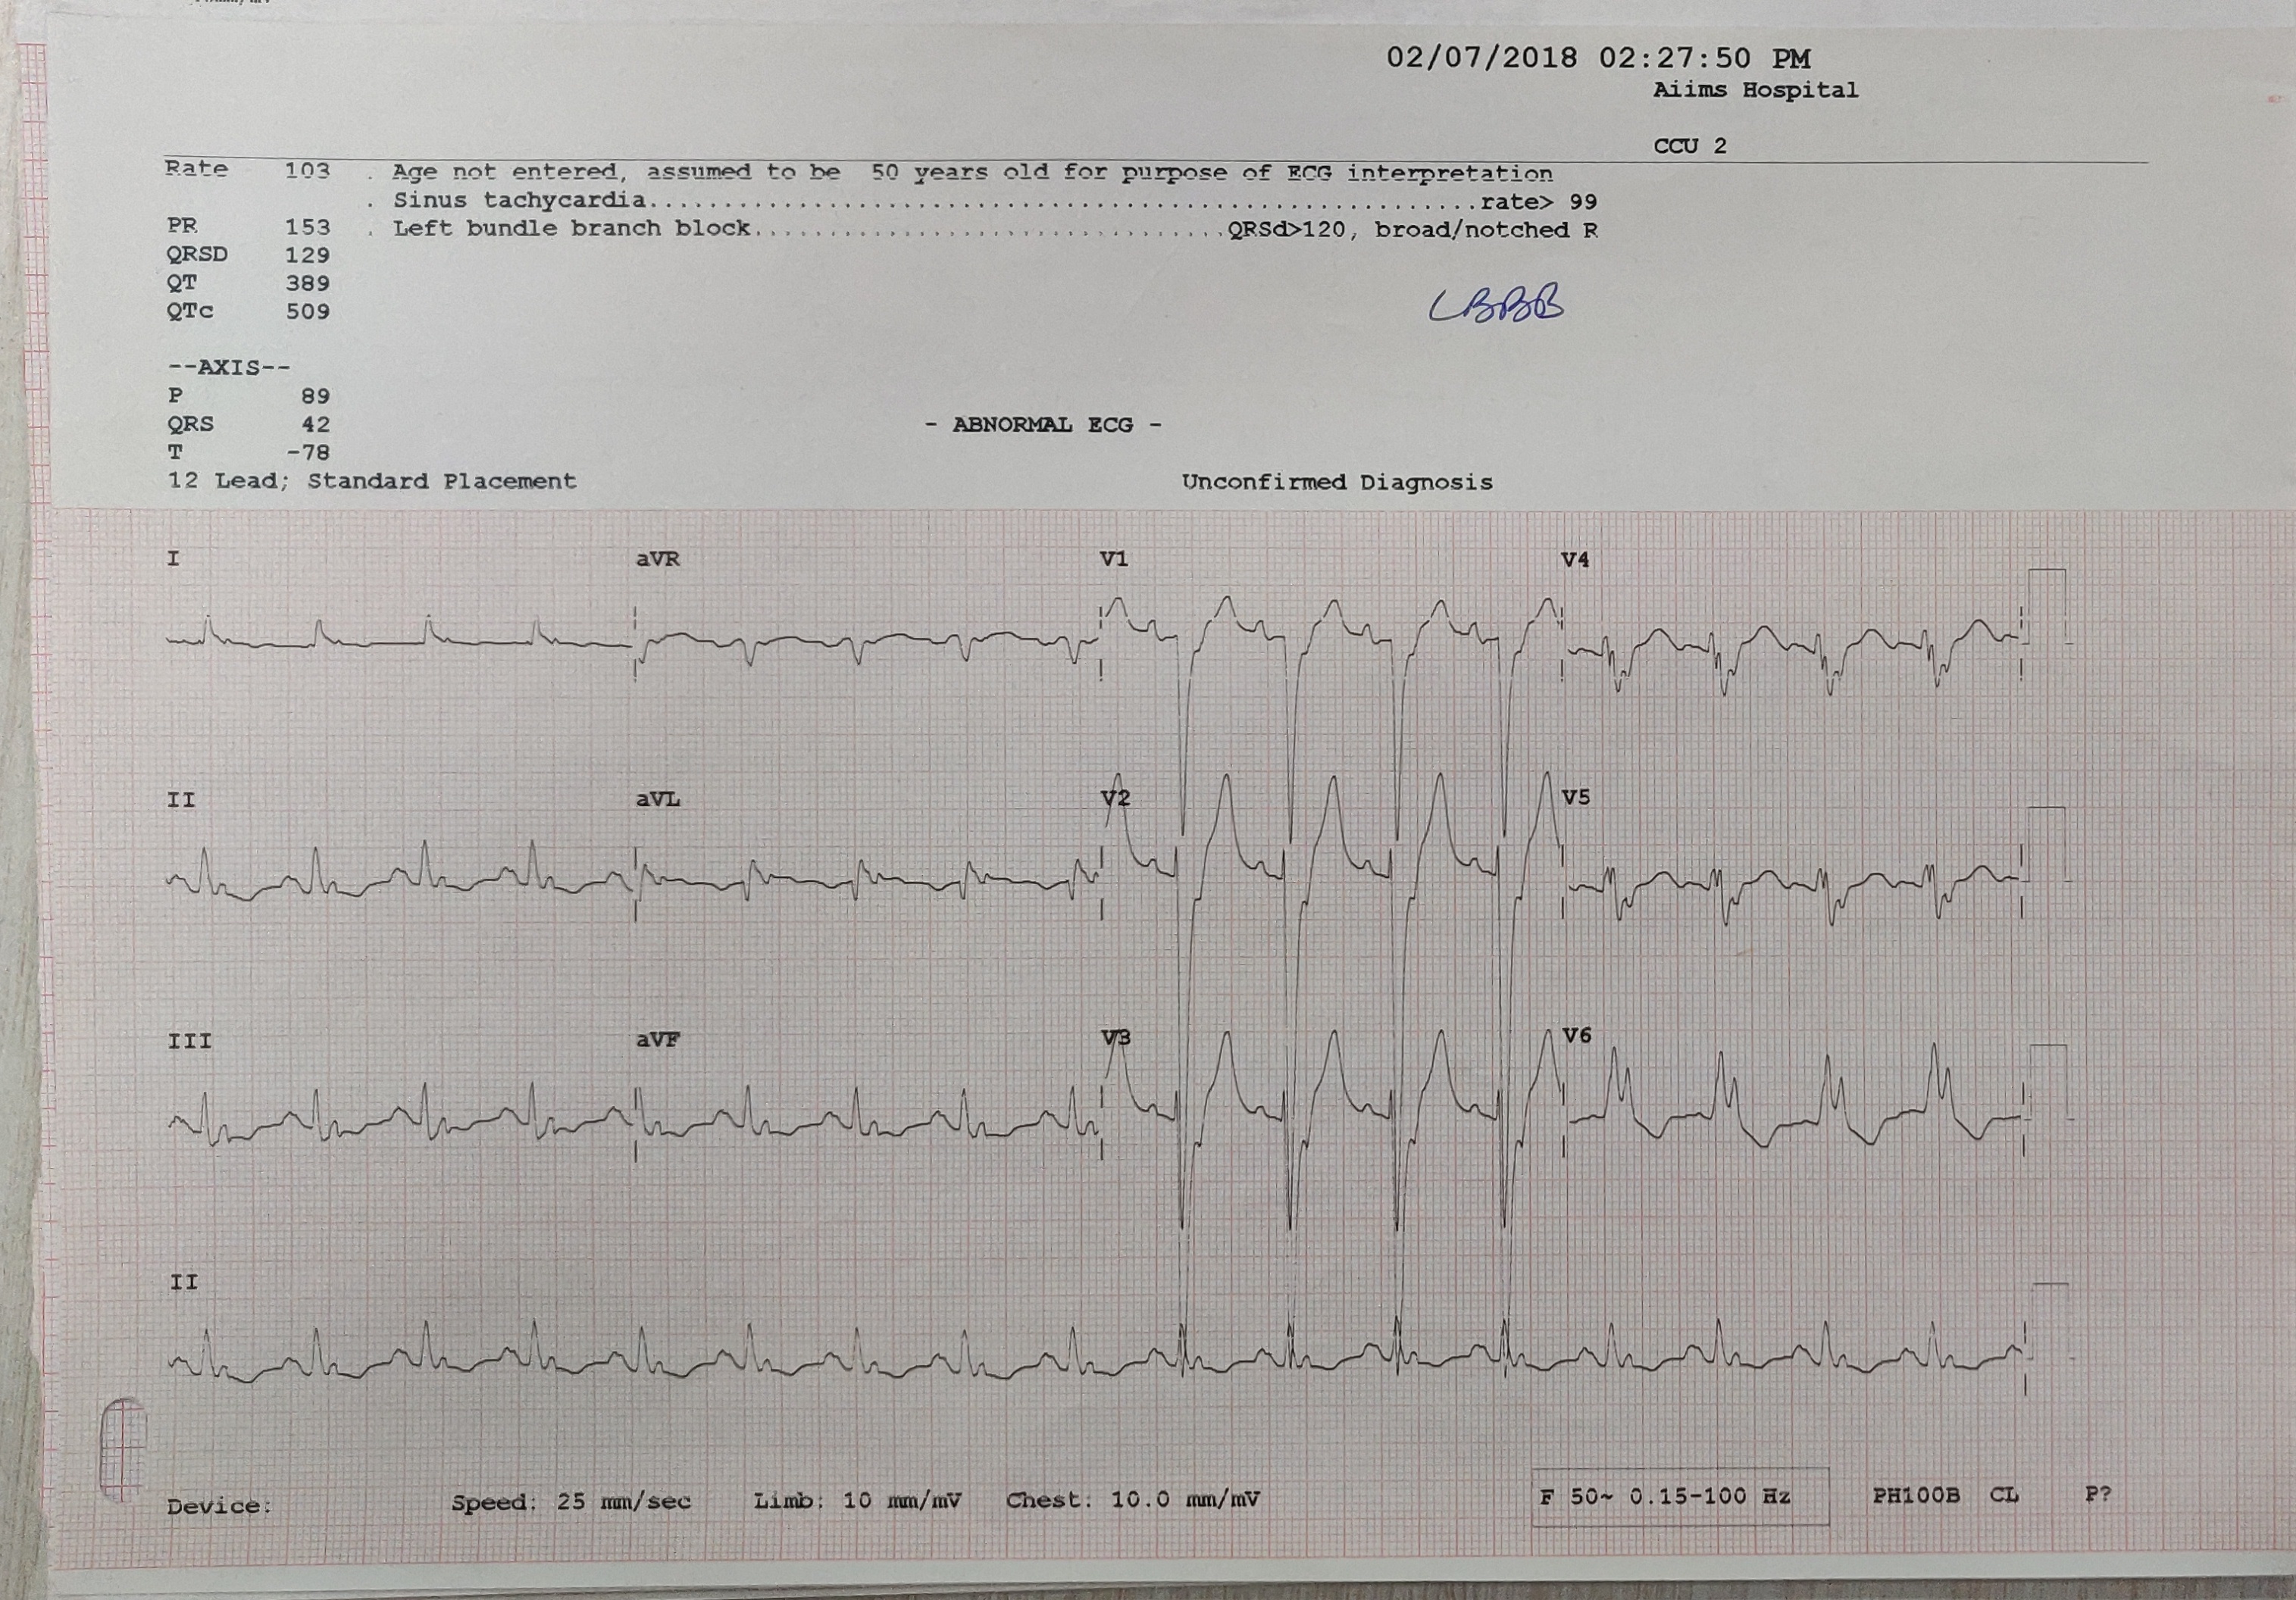 02/07/2018 02:27:50 PM
Aiims Hospital
CCU 2
Rate 103 . Age not entered, assumed to be 50 years old for purpose of ECG interpretation
. Sinus tachycardia.......................................................rate> 99
PR 153 . Left bundle branch block...............................QRSd>120, broad/notched R
QRSD 129
QT 389
QTc 509
LBBB
--AXIS--
P 89
QRS 42
- ABNORMAL ECG -
T -78
12 Lead; Standard Placement
Unconfirmed Diagnosis
I aVR V1 V4
II aVL V2 V5
III aVF V3 V6
II
Device: Speed: 25 mm/sec Limb: 10 mm/mV Chest: 10.0 mm/mV F 50~ 0.15-100 Hz PH100B CL P?